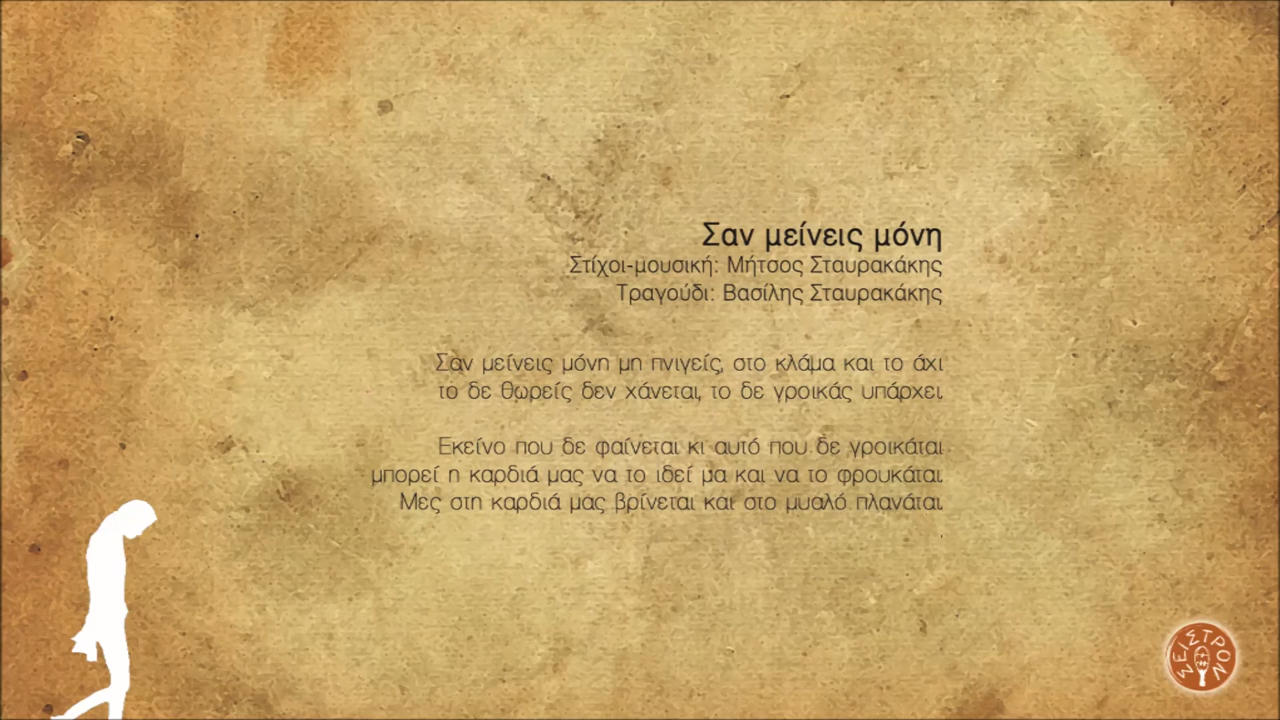 Σαν μείνεις μόνη
Στίχοι-μουσική: Μήτσος Σταυρακάκης
Τραγούδι: Βασίλης Σταυρακάκης
Σαν μείνεις μόνη μη πνιγείς, στο κλάμα και το άχι
το δε θωρείς δεν χάνεται, το δε γροικάς υπάρχει.
Εκείνο που δε φαίνεται κι αυτό που δε γροικάται
μπορεί η καρδιά μας να το ιδεί μα και να το φρουκάται.
Μες στη καρδιά μας βρίνεται και στο μυαλό πλανάται.
ΣΕΙΣΤΡΟΝ